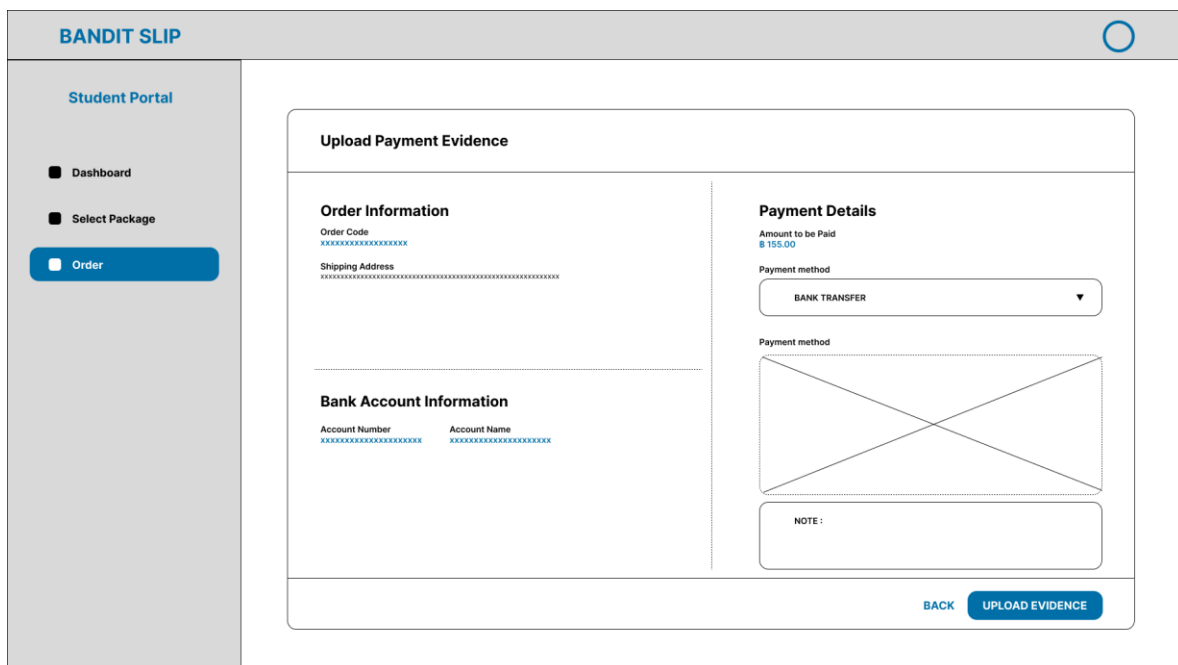 BANDIT SLIP
Student Portal
Dashboard
Select Package
Order
Upload Payment Evidence
Order Information
Order Code
xxxxxxxxxxxxxxxxxx
Shipping Address
xxxxxxxxxxxxxxxxxxxxxxxxxxxxxxxxxxxxxxxxxxxxxxxxxxxxxxxxxxxx
Bank Account Information
Account Number Account Name
xxxxxxxxxxxxxxxxxxxxx xxxxxxxxxxxxxxxxxxxxx
Payment Details
Amount to be Paid
฿ 155.00
Payment method
BANK TRANSFER
Payment method
NOTE :
BACK UPLOAD EVIDENCE